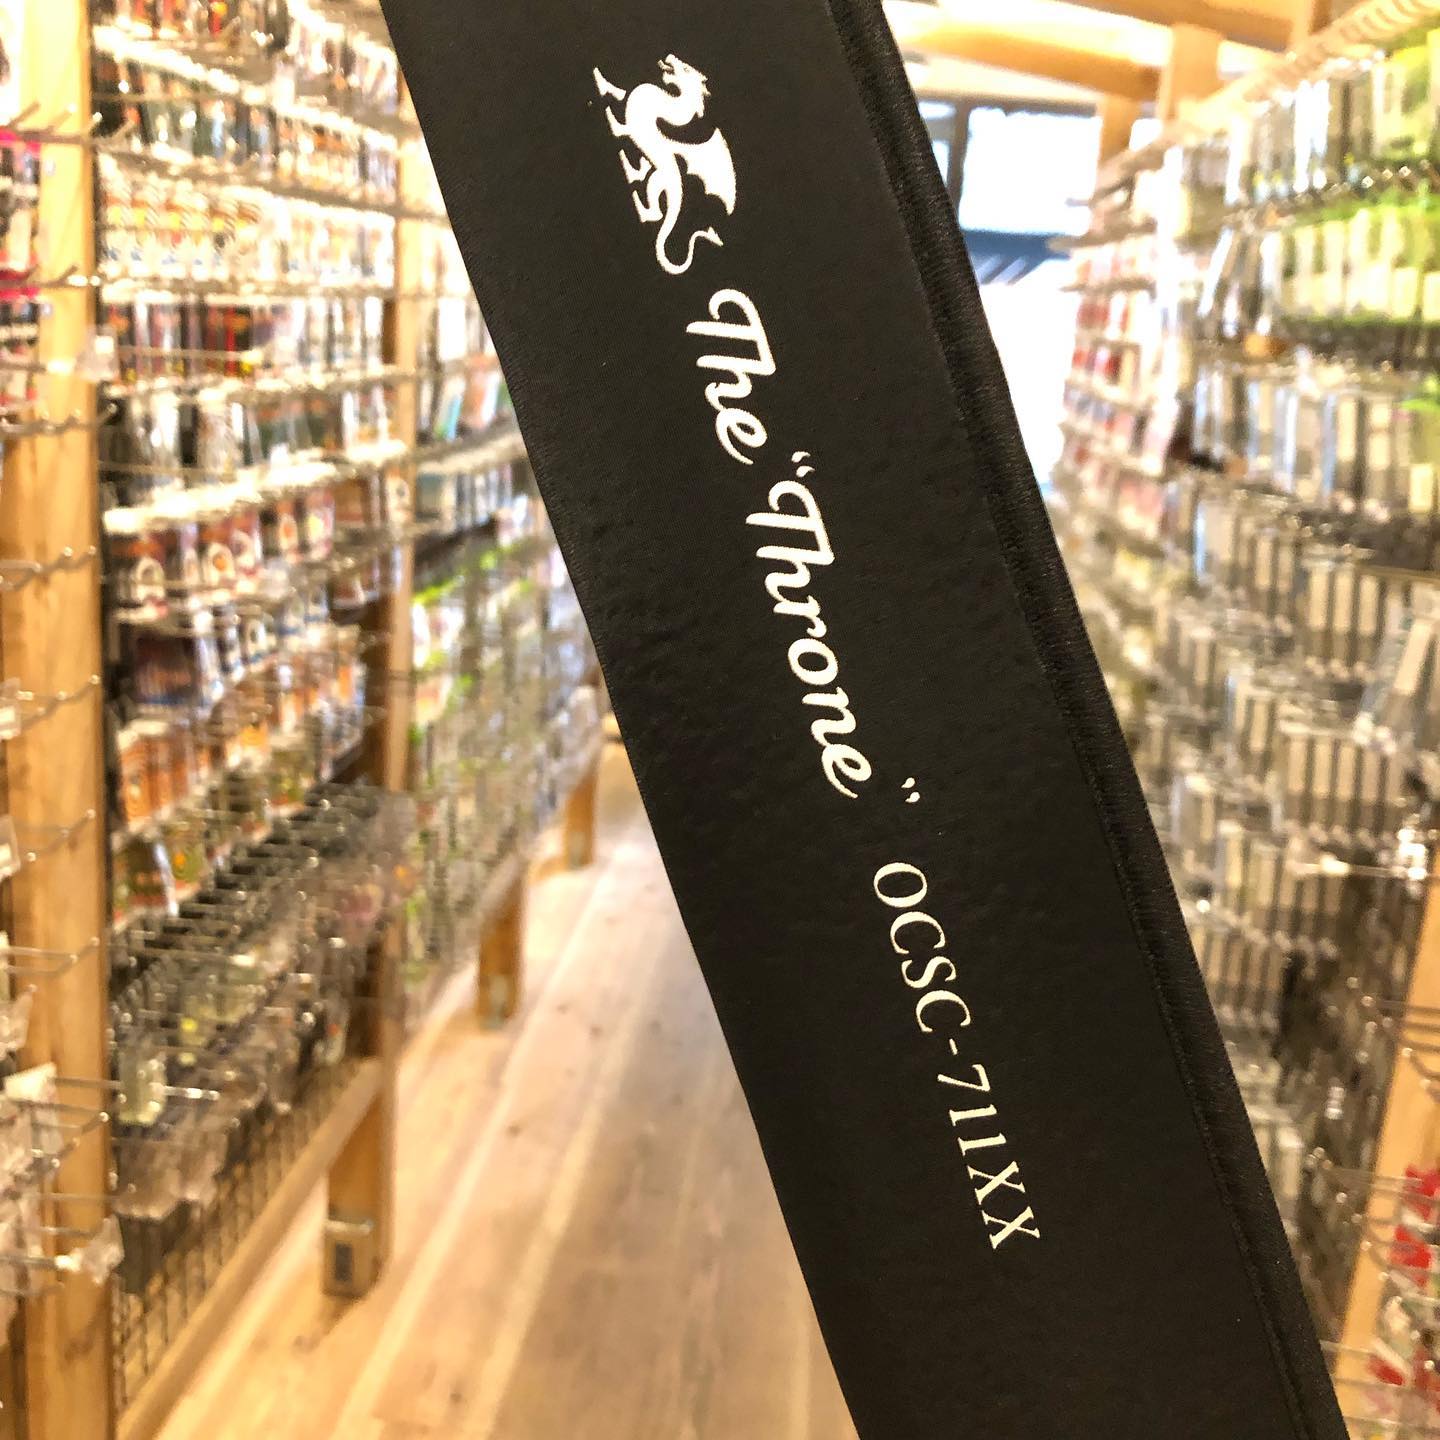 The “Throne” OCSC-711XX